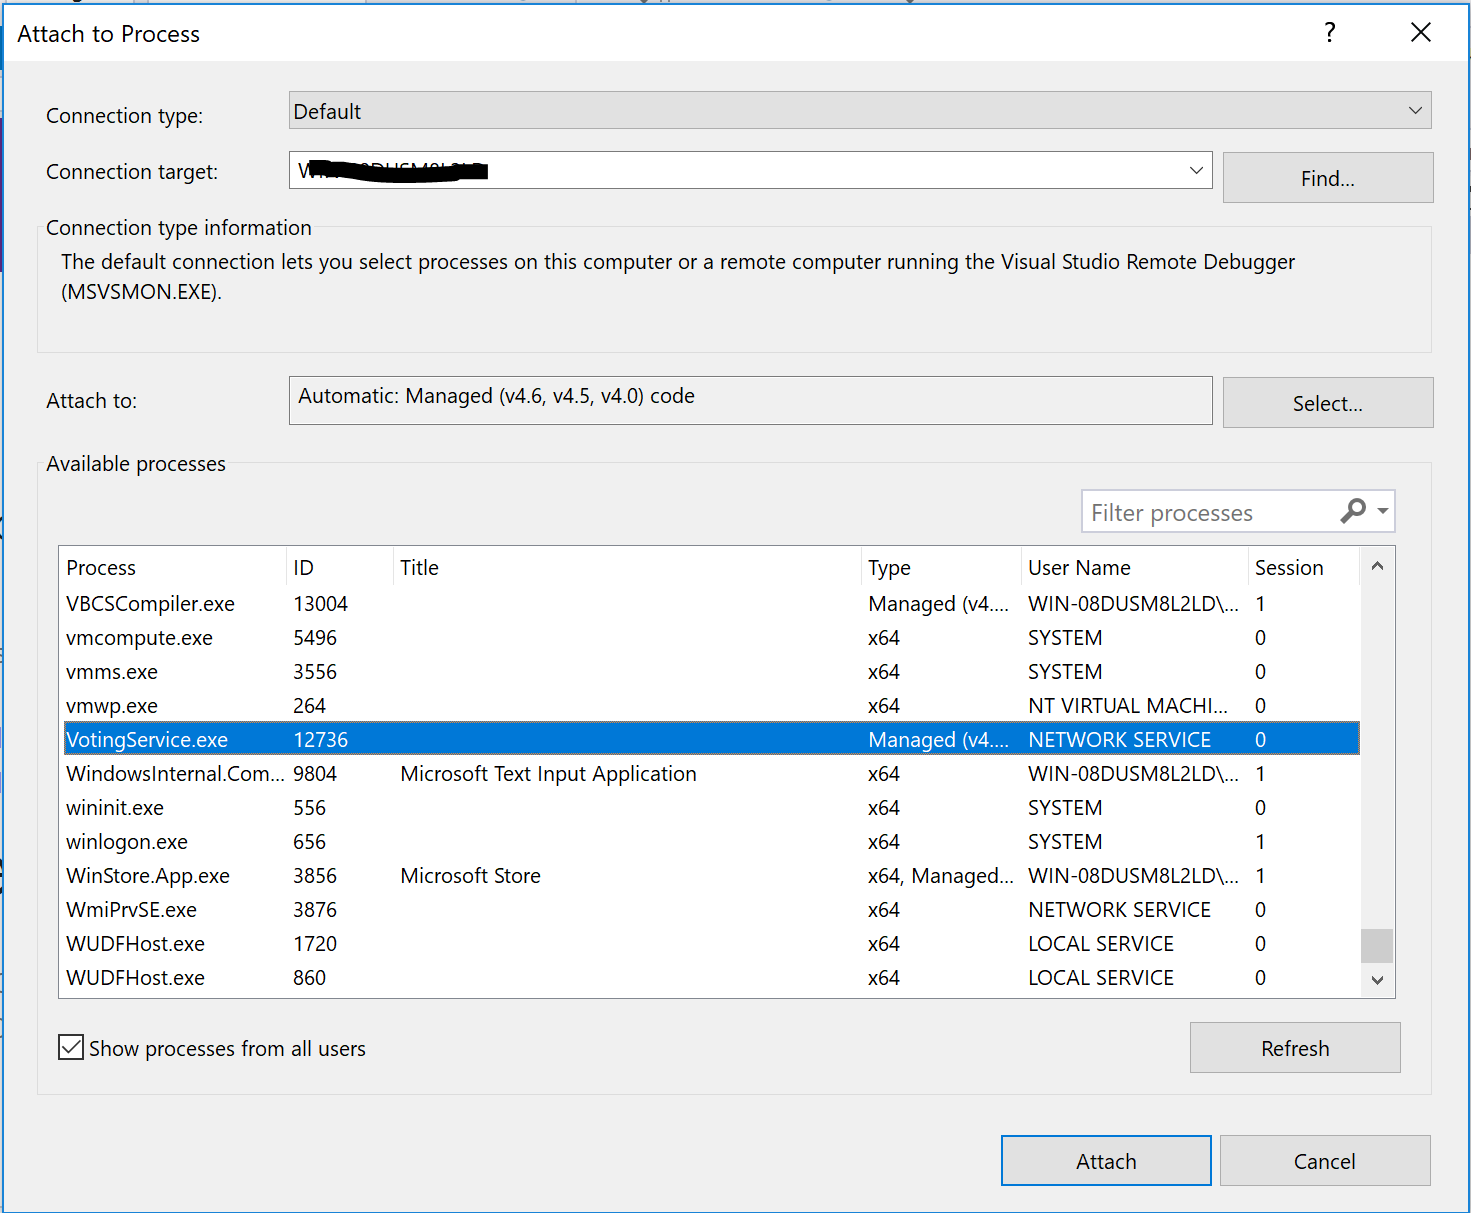 Attach to Process ?
Connection type: Default
Connection target:
Find...
Connection type information
The default connection lets you select processes on this computer or a remote computer running the Visual Studio Remote Debugger
(MSVSMON.EXE).
Attach to: Automatic: Managed (v4.6, v4.5, v4.0) code Select...
Available processes
Filter processes
Process ID Title Type User Name Session
VBCSCompiler.exe 13004 Managed (v4.... WIN-08DUSM8L2LD\... 1
vmcompute.exe 5496 x64 SYSTEM 0
vmms.exe 3556 x64 SYSTEM 0
vmwp.exe 264 x64 NT VIRTUAL MACHI... 0
VotingService.exe 12736 Managed (v4.... NETWORK SERVICE 0
WindowsInternal.Com... 9804 Microsoft Text Input Application x64 WIN-08DUSM8L2LD\... 1
wininit.exe 556 x64 SYSTEM 0
winlogon.exe 656 x64 SYSTEM 1
WinStore.App.exe 3856 Microsoft Store x64, Managed... WIN-08DUSM8L2LD\... 1
WmiPrvSE.exe 3876 x64 NETWORK SERVICE 0
WUDFHost.exe 1720 x64 LOCAL SERVICE 0
WUDFHost.exe 860 x64 LOCAL SERVICE 0
Show processes from all users
Refresh
Attach Cancel